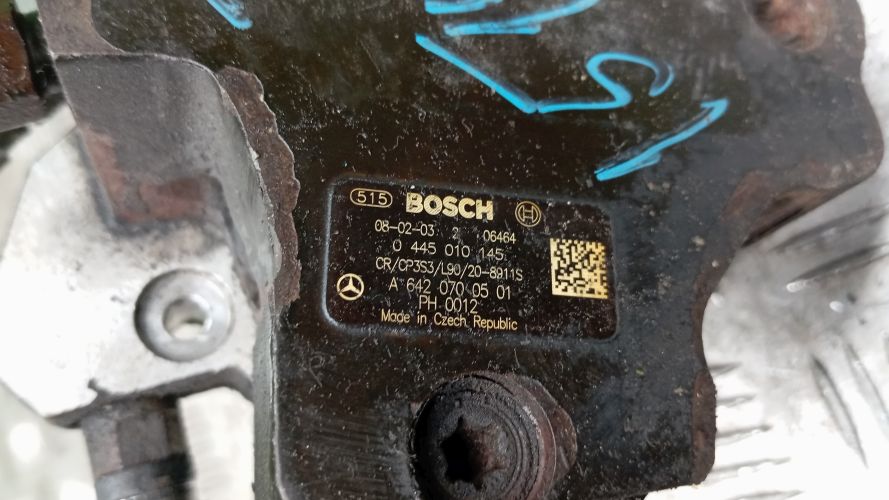 515 BOSCH
08-02-03 2 06464
0 445 010 145
CR/CP3S3/L90/20-8911S
A 642 070 05 01
PH 0012
Made in Czech Republic